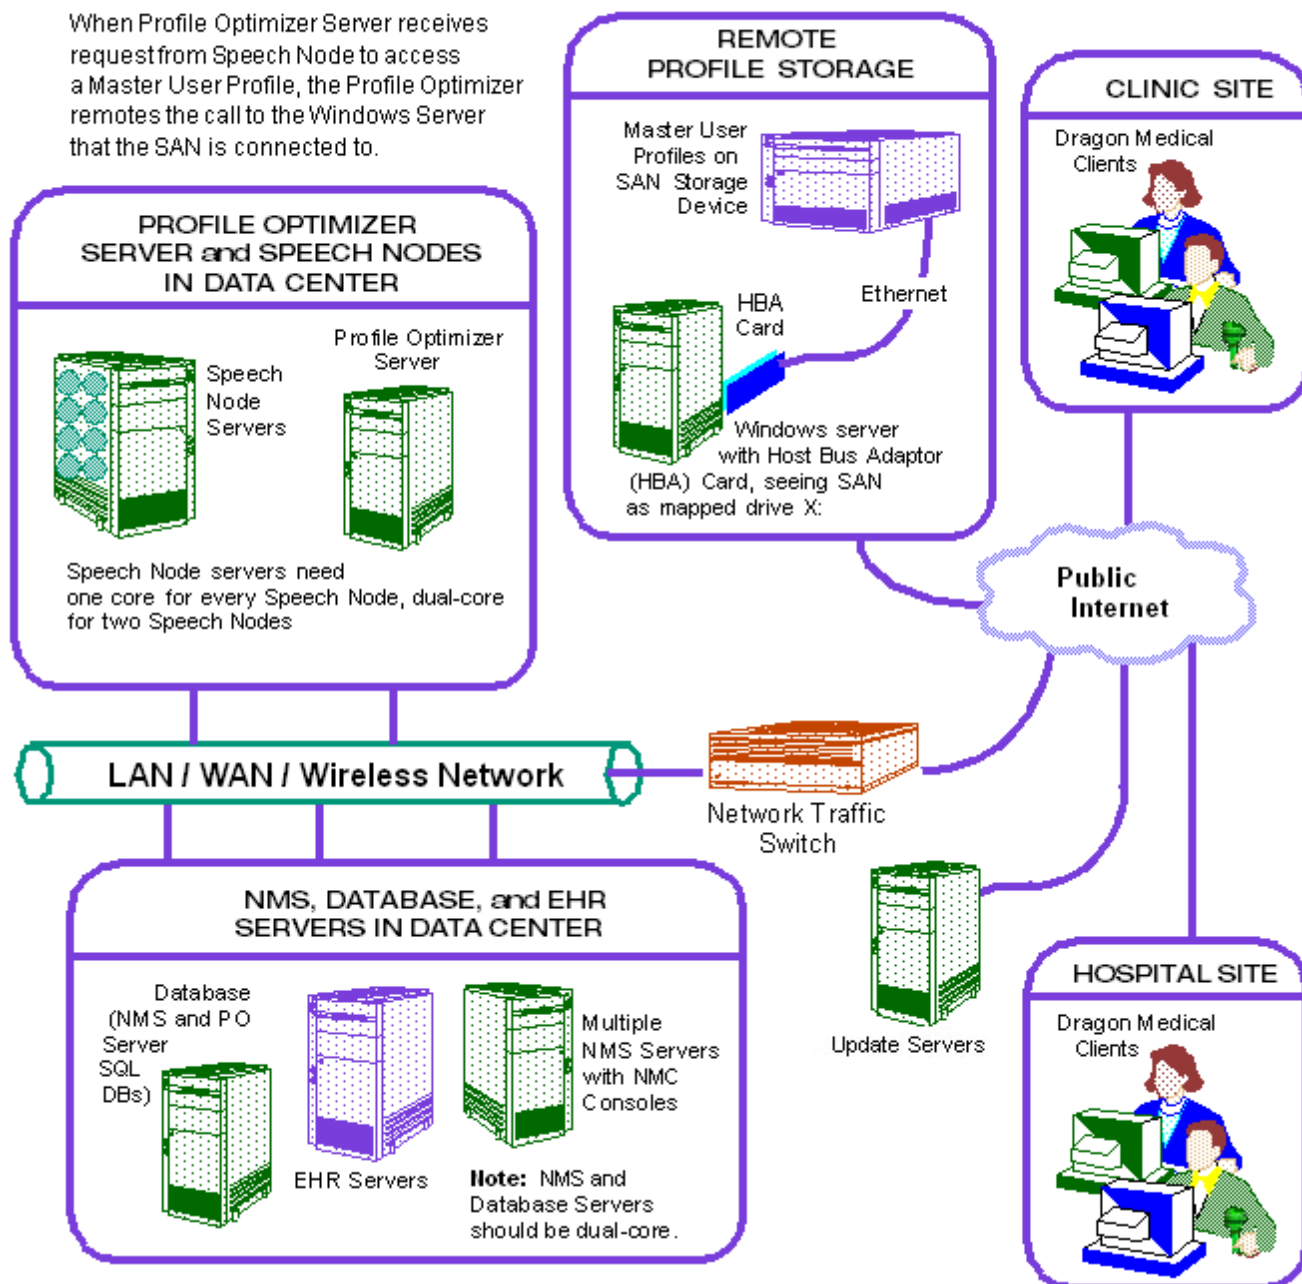 When Profile Optimizer Server receives
request from Speech Node to access
a Master User Profile, the Profile Optimizer
remotes the call to the Windows Server
that the SAN is connected to.
PROFILE OPTIMIZER
SERVER and SPEECH NODES
IN DATA CENTER
Speech
Node
Servers
Profile Optimizer
Server
Speech Node servers need
one core for every Speech Node, dual-core
for two Speech Nodes
REMOTE
PROFILE STORAGE
Master User
Profiles on
SAN Storage
Device
HBA
Card
Ethernet
Windows server
with Host Bus Adaptor
(HBA) Card, seeing SAN
as mapped drive X:
CLINIC SITE
Dragon Medical
Clients
Public
Internet
LAN / WAN / Wireless Network
Network Traffic
Switch
NMS, DATABASE, and EHR
SERVERS IN DATA CENTER
Database
(NMS and PO
Server
SQL
DBs)
EHR Servers
Multiple
NMS Servers
with NMC
Consoles
Note: NMS and
Database Servers
should be dual-core.
Update Servers
HOSPITAL SITE
Dragon Medical
Clients